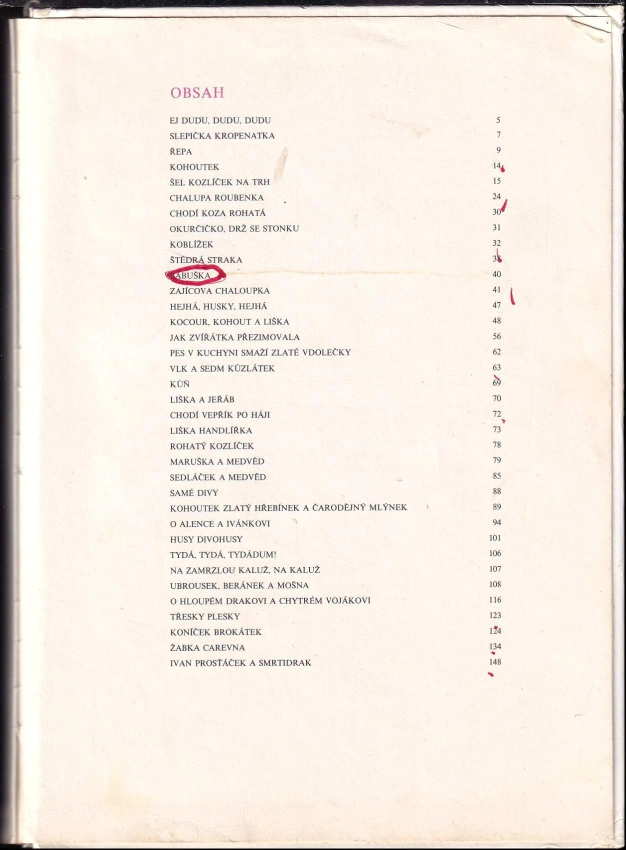 OBSAH
EJ DUDU, DUDU, DUDU 5
SLEPIČKA KROPENATKA 7
ŘEPA 9
KOHOUTEK 14
ŠEL KOZLÍČEK NA TRH 15
CHALUPA ROUBENKA 24
CHODÍ KOZA ROHATÁ 30
OKURČIČKO, DRŽ SE STONKU 31
KOBLÍŽEK 32
ŠTĚDRÁ STRAKA
40
ZAJÍCOVA CHALOUPKA 41
HEJHÁ, HUSKY, HEJHÁ 47
KOCOUR, KOHOUT A LIŠKA 48
JAK ZVÍŘÁTKA PŘEZIMOVALA 56
PES V KUCHYNI SMAŽÍ ZLATÉ VDOLEČKY 62
VLK A SEDM KŮZLÁTEK 63
KŮŇ 69
LIŠKA A JEŘÁB 70
CHODÍ VEPŘÍK PO HÁJI 72
LIŠKA HANDLÍŘKA 73
ROHATÝ KOZLÍČEK 78
MARUŠKA A MEDVĚD 79
SEDLÁČEK A MEDVĚD 85
SAMÉ DIVY 88
KOHOUTEK ZLATÝ HŘEBÍNEK A ČARODĚJNÝ MLÝNEK 89
O ALENCE A IVÁNKOVI 94
HUSY DIVOHUSY 101
TYDÁ, TYDÁ, TYDÁDUM! 106
NA ZAMRZLOU KALUŽ, NA KALUŽ 107
UBROUSEK, BERÁNEK A MOŠNA 108
O HLOUPÉM DRAKOVI A CHYTRÉM VOJÁKOVI 116
TŘESKY PLESKY 123
KONÍČEK BROKÁTEK 124
ŽABKA CAREVNA 134
IVAN PROSŤÁČEK A SMRTIDRAK 148